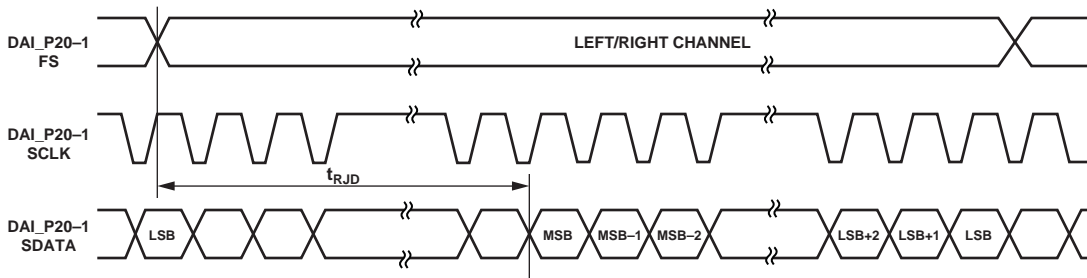 DAI_P20–1
FS
LEFT/RIGHT CHANNEL
DAI_P20–1
SCLK
tRJD
DAI_P20–1
SDATA
LSB
MSB
MSB–1
MSB–2
LSB+2
LSB+1
LSB